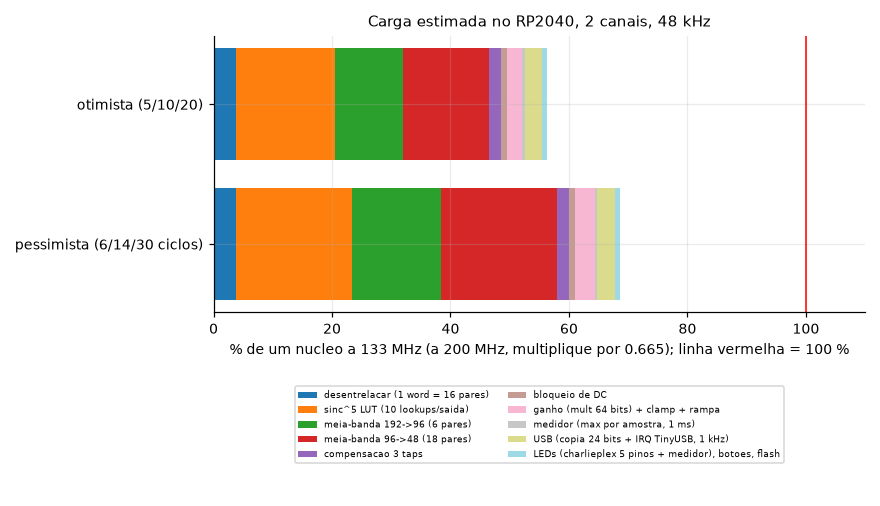 Carga estimada no RP2040, 2 canais, 48 kHz
otimista (5/10/20)
pessimista (6/14/30 ciclos)
0 20 40 60 80 100
% de um nucleo a 133 MHz (a 200 MHz, multiplique por 0.665); linha vermelha = 100 %
desentrelacar (1 word = 16 pares)
sinc^5 LUT (10 lookups/saida)
meia-banda 192->96 (6 pares)
meia-banda 96->48 (18 pares)
compensacao 3 taps
bloqueio de DC
ganho (mult 64 bits) + clamp + rampa
medidor (max por amostra, 1 ms)
USB (copia 24 bits + IRQ TinyUSB, 1 kHz)
LEDs (charlieplex 5 pinos + medidor), botoes, flash